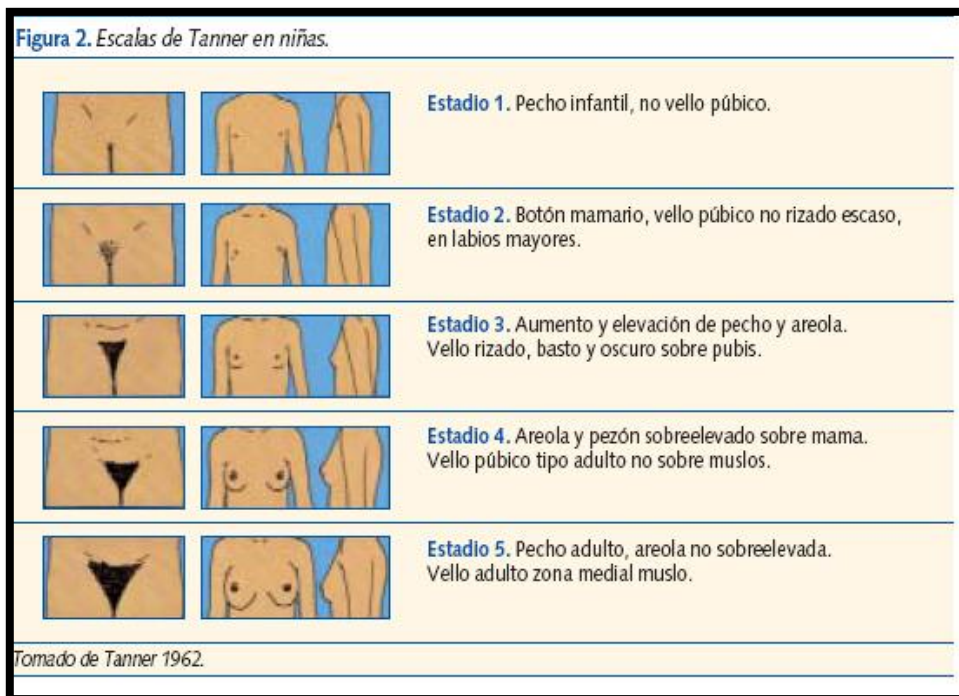 Figura 2. Escalas de Tanner en niñas.
Estadio 1. Pecho infantil, no vello púbico.
Estadio 2. Botón mamario, vello púbico no rizado escaso,
en labios mayores.
Estadio 3. Aumento y elevación de pecho y areola.
Vello rizado, basto y oscuro sobre pubis.
Estadio 4. Areola y pezón sobreelevado sobre mama.
Vello púbico tipo adulto no sobre muslos.
Estadio 5. Pecho adulto, areola no sobreelevada.
Vello adulto zona medial muslo.
Tomado de Tanner 1962.